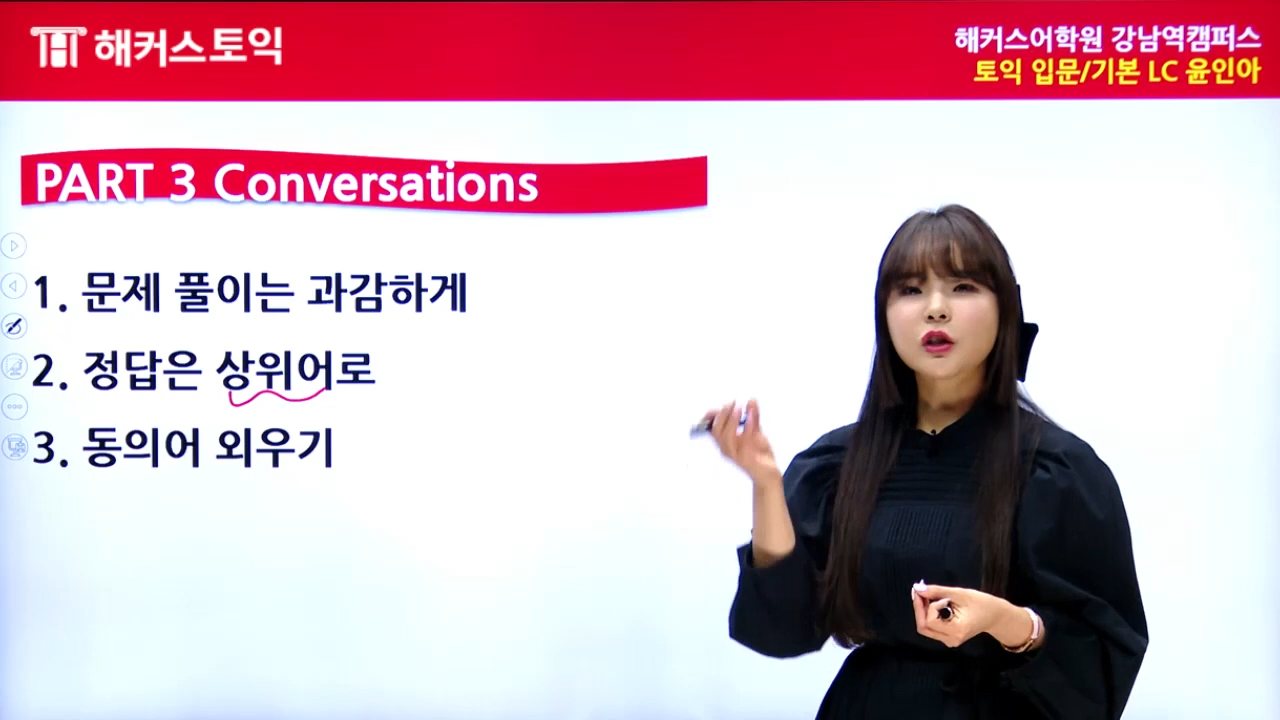 해커스토익
해커스어학원 강남역캠퍼스
토익 입문/기본 LC 윤인아
PART 3 Conversations
1. 문제 풀이는 과감하게
2. 정답은 상위어로
3. 동의어 외우기